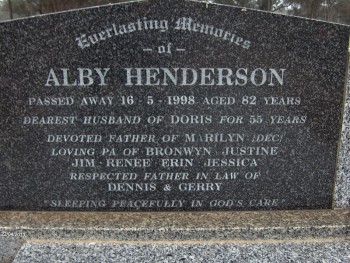 Everlasting Memories
- of -
ALBY HENDERSON
PASSED AWAY 16 - 5 - 1998 AGED 82 YEARS
DEAREST HUSBAND OF DORIS FOR 55 YEARS
DEVOTED FATHER OF MARILYN (DEC)
LOVING PA OF BRONWYN JUSTINE
JIM - RENEE ERIN JESSICA
RESPECTED FATHER IN LAW OF
DENNIS & GERRY
"SLEEPING PEACEFULLY IN GOD'S CARE"